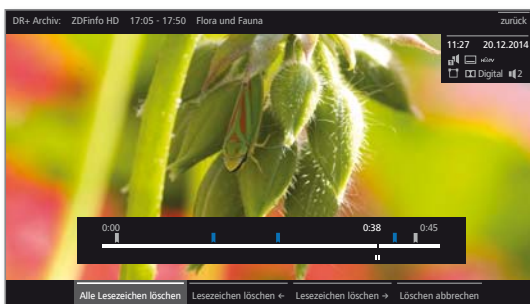 DR+ Archiv: ZDFinfo HD 17:05 - 17:50 Flora und Fauna zurück
11:27 20.12.2014
Digital 2
0:00 0:38 0:45
Alle Lesezeichen löschen Lesezeichen löschen ← Lesezeichen löschen → Löschen abbrechen